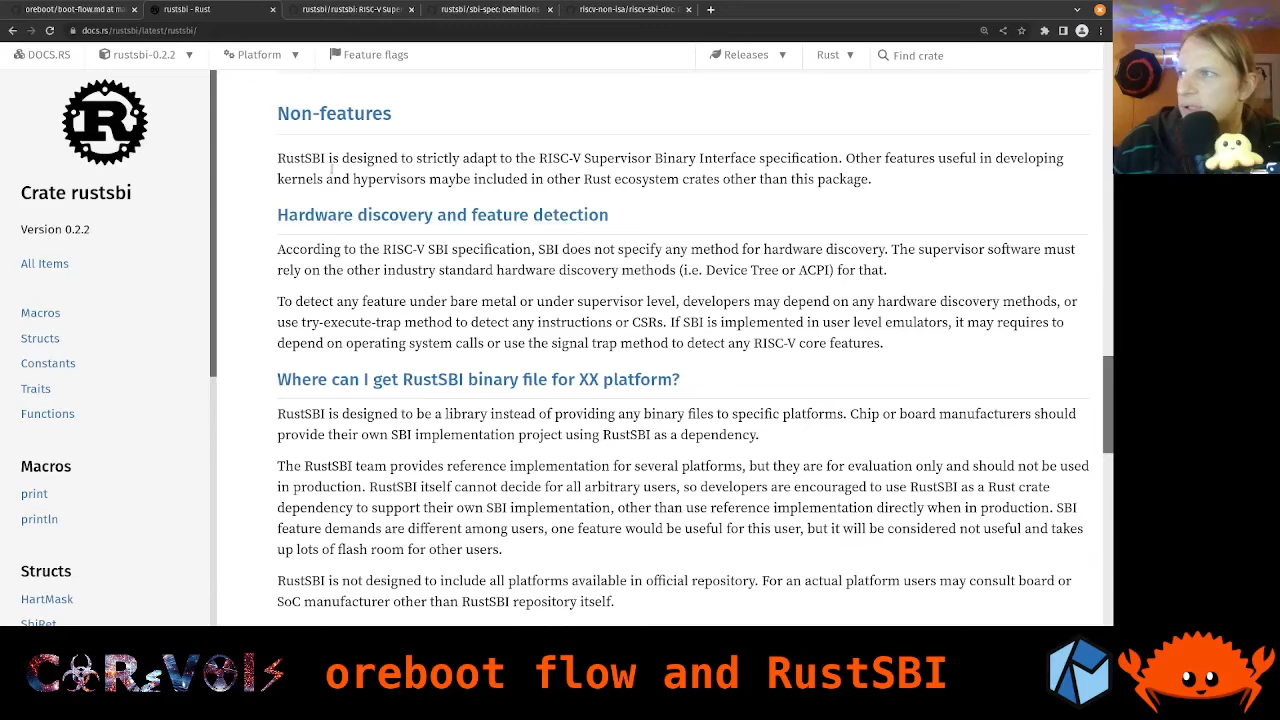 oreboot/boot-flow.md at m
rustsbi - Rust
rustsbi/rustsbi: RISC-V Super
rustsbi/sbi-spec: Definitions
riscv-non-isa/riscv-sbi-doc:
docs.rs/rustsbi/latest/rustsbi/
DOCS.RS rustsbi-0.2.2 Platform Feature flags Releases Rust Find crate
Crate rustsbi
Version 0.2.2
All Items
Macros
Structs
Constants
Traits
Functions
Macros
print
println
Structs
HartMask
SbiRet
Non-features
RustSBI is designed to strictly adapt to the RISC-V Supervisor Binary Interface specification. Other features useful in developing
kernels and hypervisors maybe included in other Rust ecosystem crates other than this package.
Hardware discovery and feature detection
According to the RISC-V SBI specification, SBI does not specify any method for hardware discovery. The supervisor software must
rely on the other industry standard hardware discovery methods (i.e. Device Tree or ACPI) for that.
To detect any feature under bare metal or under supervisor level, developers may depend on any hardware discovery methods, or
use try-execute-trap method to detect any instructions or CSRs. If SBI is implemented in user level emulators, it may requires to
depend on operating system calls or use the signal trap method to detect any RISC-V core features.
Where can I get RustSBI binary file for XX platform?
RustSBI is designed to be a library instead of providing any binary files to specific platforms. Chip or board manufacturers should
provide their own SBI implementation project using RustSBI as a dependency.
The RustSBI team provides reference implementation for several platforms, but they are for evaluation only and should not be used
in production. RustSBI itself cannot decide for all arbitrary users, so developers are encouraged to use RustSBI as a Rust crate
dependency to support their own SBI implementation, other than use reference implementation directly when in production. SBI
feature demands are different among users, one feature would be useful for this user, but it will be considered not useful and takes
up lots of flash room for other users.
RustSBI is not designed to include all platforms available in official repository. For an actual platform users may consult board or
SoC manufacturer other than RustSBI repository itself.
oreboot flow and RustSBI